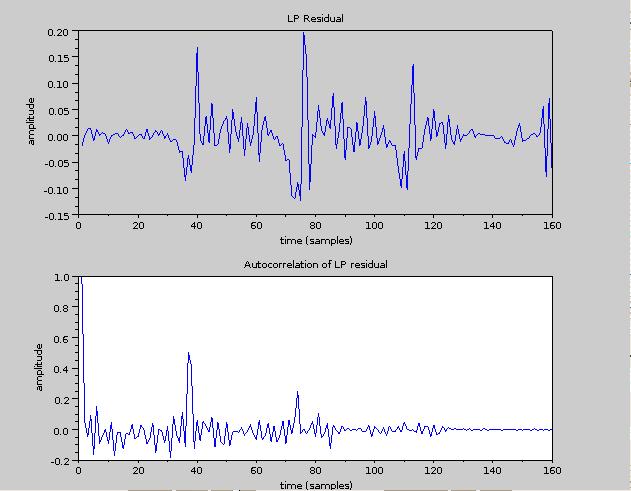 LP Residual
0.20
0.15
0.10
0.05
0.00
-0.05
-0.10
-0.15
amplitude
0 20 40 60 80 100 120 140 160
time (samples)
Autocorrelation of LP residual
1.0
0.8
0.6
0.4
0.2
0.0
-0.2
amplitude
0 20 40 60 80 100 120 140 160
time (samples)